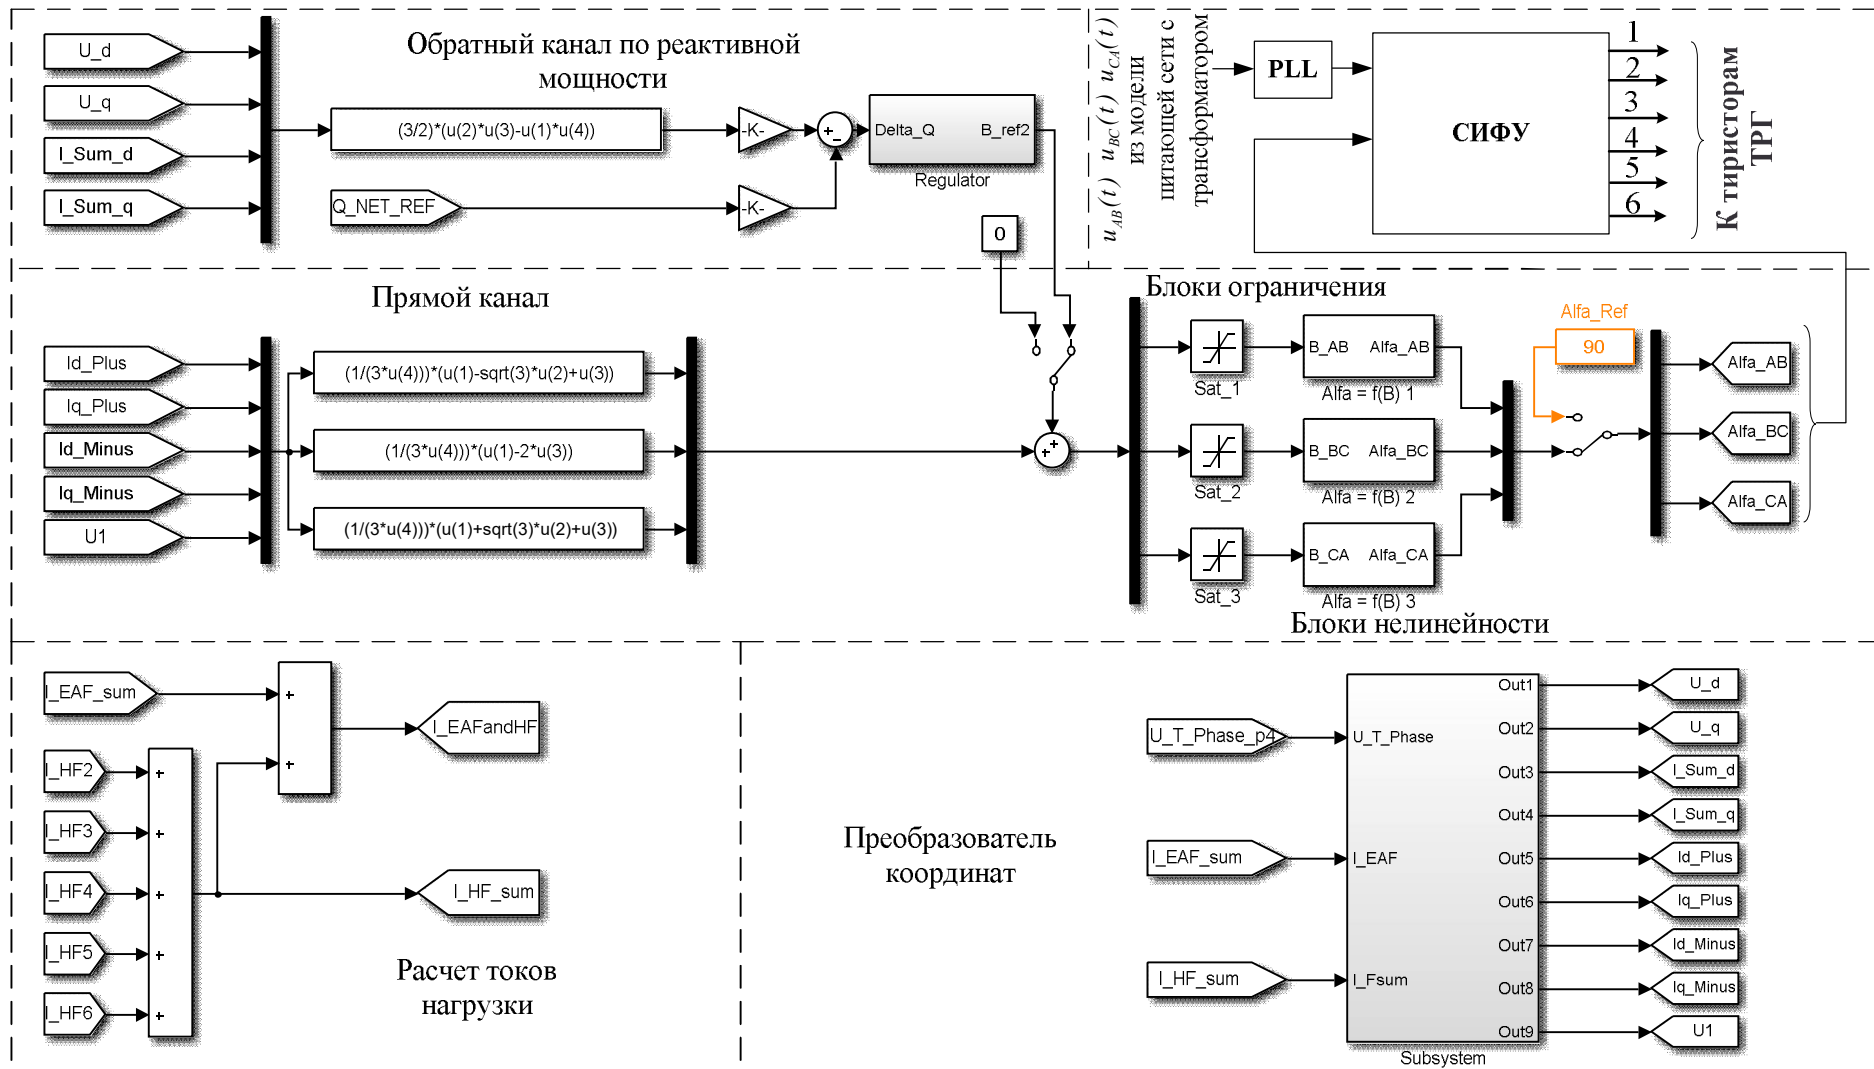 U_d
U_q
I_Sum_d
I_Sum_q
Обратный канал по реактивной
мощности
(3/2)*(u(2)*u(3)-u(1)*u(4))
-K-
Q_NET_REF
-K-
+
-
Delta_Q
B_ref2
Regulator
0
u_AB(t) u_BC(t) u_CA(t)
из модели
питающей сети с
трансформатором
PLL
СИФУ
1
2
3
4
5
6
К тиристорам
ТРГ
Прямой канал
Id_Plus
Iq_Plus
Id_Minus
Iq_Minus
U1
(1/(3*u(4)))*(u(1)-sqrt(3)*u(2)+u(3))
(1/(3*u(4)))*(u(1)-2*u(3))
(1/(3*u(4)))*(u(1)+sqrt(3)*u(2)+u(3))
+
+
Блоки ограничения
Sat_1
Sat_2
Sat_3
B_AB
Alfa_AB
Alfa = f(B) 1
B_BC
Alfa_BC
Alfa = f(B) 2
B_CA
Alfa_CA
Alfa = f(B) 3
Блоки нелинейности
Alfa_Ref
90
Alfa_AB
Alfa_BC
Alfa_CA
I_EAF_sum
I_HF2
I_HF3
I_HF4
I_HF5
I_HF6
+
+
+
+
+
+
+
I_EAFandHF
I_HF_sum
Расчет токов
нагрузки
Преобразователь
координат
U_T_Phase_p4
I_EAF_sum
I_HF_sum
U_T_Phase
I_EAF
I_Fsum
Out1
Out2
Out3
Out4
Out5
Out6
Out7
Out8
Out9
Subsystem
U_d
U_q
I_Sum_d
I_Sum_q
Id_Plus
Iq_Plus
Id_Minus
Iq_Minus
U1